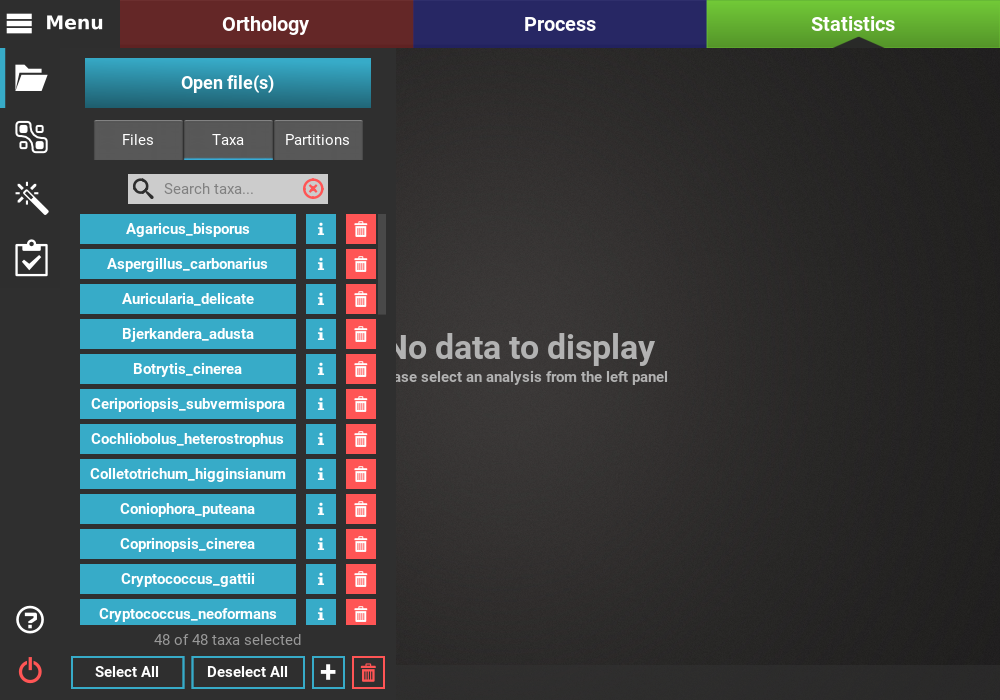 Menu
Orthology
Process
Statistics
Open file(s)
Files
Taxa
Partitions
Search taxa...
Agaricus_bisporus
Aspergillus_carbonarius
Auricularia_delicate
Bjerkandera_adusta
Botrytis_cinerea
Ceriporiopsis_subvermispora
Cochliobolus_heterostrophus
Colletotrichum_higginsianum
Coniophora_puteana
Coprinopsis_cinerea
Cryptococcus_gattii
Cryptococcus_neoformans
48 of 48 taxa selected
Select All
Deselect All
No data to display
ase select an analysis from the left panel